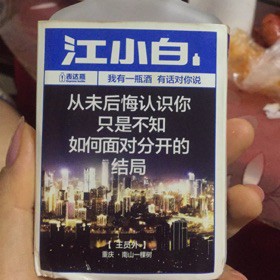 江小白
表达瓶
我有一瓶酒 有话对你说
从未后悔认识你
只是不知
如何面对分开的
结局
【 王员外 】
重庆 · 南山一棵树